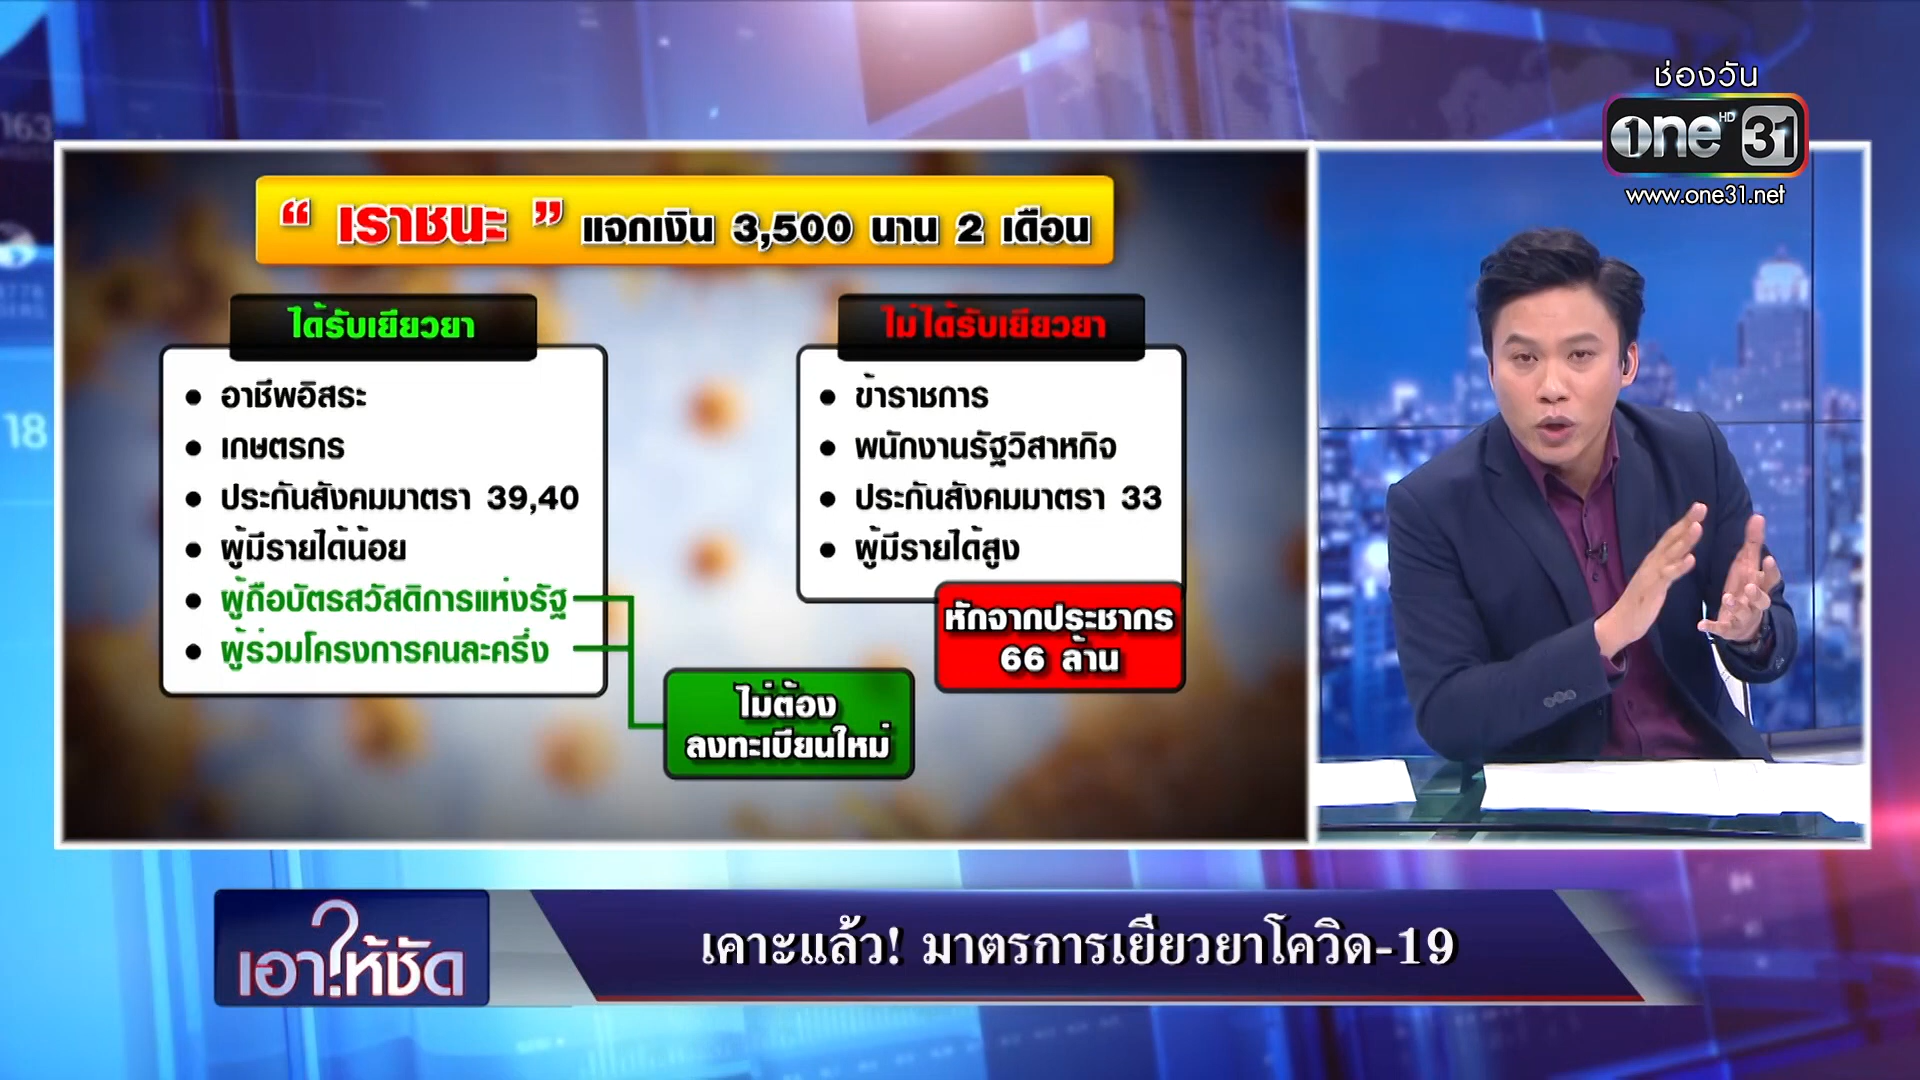 ช่องวัน
one HD 31
www.one31.net
“ เราชนะ ” แจกเงิน 3,500 นาน 2 เดือน
ได้รับเยียวยา
• อาชีพอิสระ
• เกษตรกร
• ประกันสังคมมาตรา 39,40
• ผู้มีรายได้น้อย
• ผู้ถือบัตรสวัสดิการแห่งรัฐ
• ผู้ร่วมโครงการคนละครึ่ง
ไม่ต้อง
ลงทะเบียนใหม่
ไม่ได้รับเยียวยา
• ข้าราชการ
• พนักงานรัฐวิสาหกิจ
• ประกันสังคมมาตรา 33
• ผู้มีรายได้สูง
หักจากประชากร
66 ล้าน
163
18
เอาให้ชัด
เคาะแล้ว! มาตรการเยียวยาโควิด-19